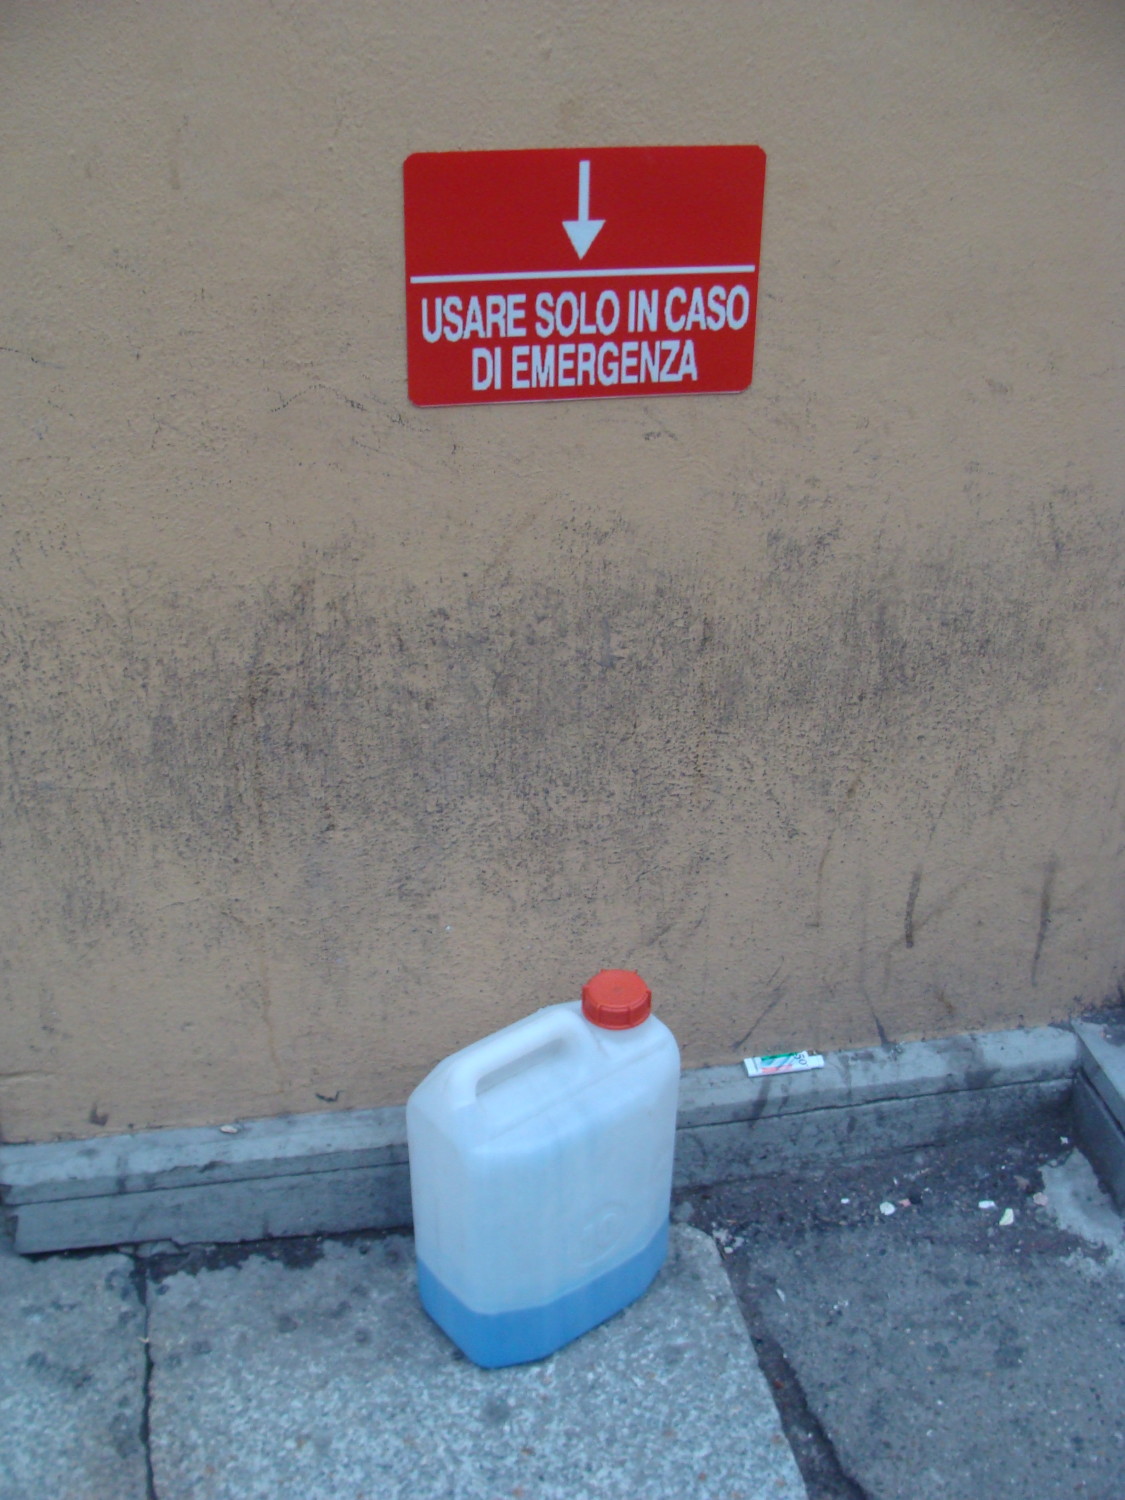 USARE SOLO IN CASO
DI EMERGENZA